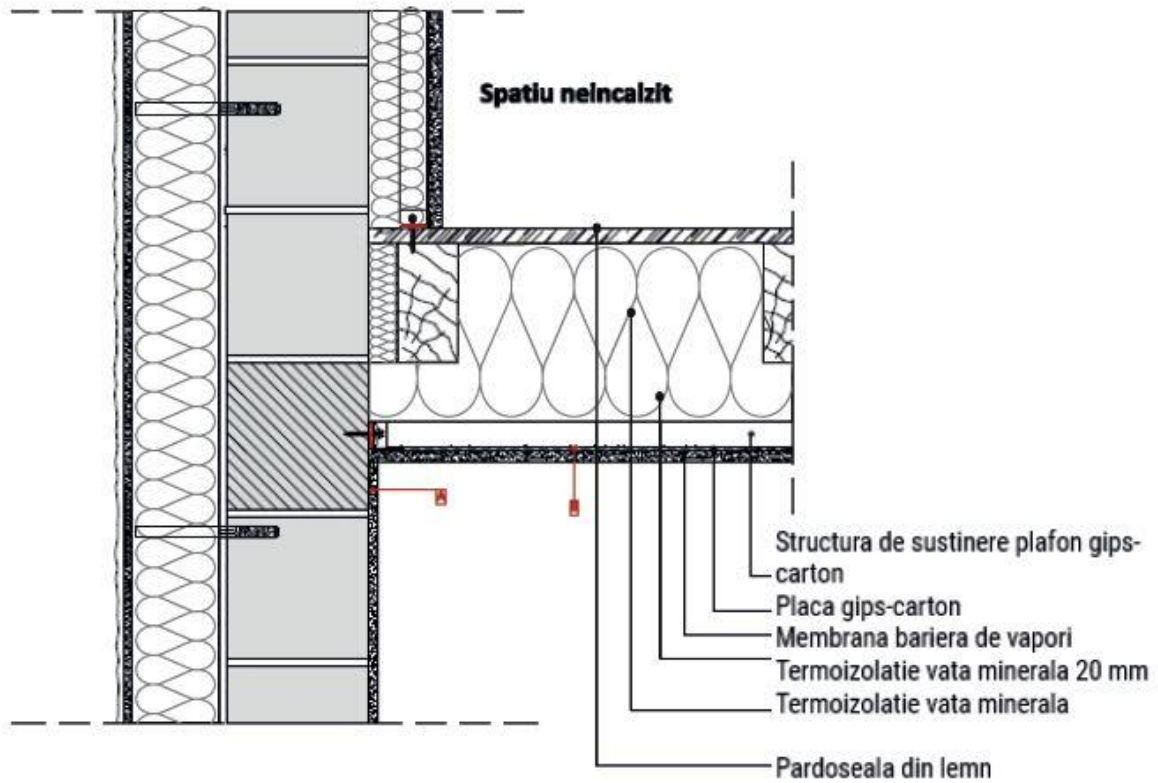 Spatiu neincalzit
Structura de sustinere plafon gips-
carton
Placa gips-carton
Membrana bariera de vapori
Termoizolatie vata minerala 20 mm
Termoizolatie vata minerala
Pardoseala din lemn